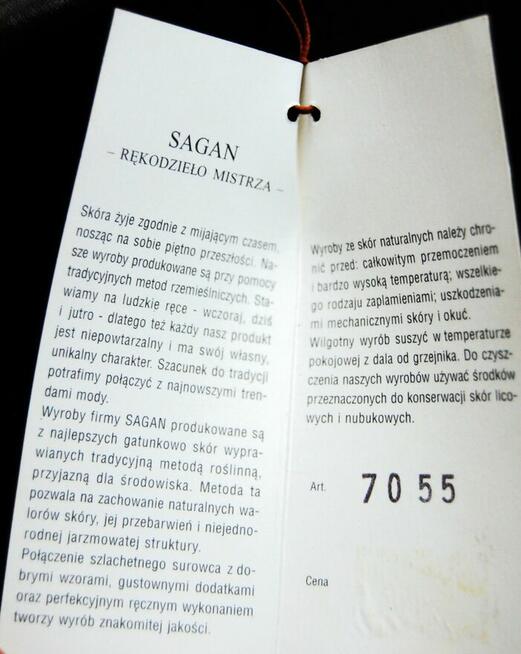 SAGAN
– RĘKODZIEŁO MISTRZA –
Skóra żyje zgodnie z mijającym czasem,
nosząc na sobie piętno przeszłości. Na-
sze wyroby produkowane są przy pomocy
tradycyjnych metod rzemieślniczych. Sta-
wiamy na ludzkie ręce - wczoraj, dziś
i jutro - dlatego też każdy nasz produkt
jest niepowtarzalny i ma swój własny,
unikalny charakter. Szacunek do tradycji
potrafimy połączyć z najnowszymi tren-
dami mody.
Wyroby firmy SAGAN produkowane są
z najlepszych gatunkowo skór wypra-
wianych tradycyjną metodą roślinną,
przyjazną dla środowiska. Metoda ta
pozwala na zachowanie naturalnych wa-
lorów skóry, jej przebarwień i niejedno-
rodnej jarzmowatej struktury.
Połączenie szlachetnego surowca z do-
brymi wzorami, gustownymi dodatkami
oraz perfekcyjnym ręcznym wykonaniem
tworzy wyrób znakomitej jakości.
Wyroby ze skór naturalnych należy chro-
nić przed: całkowitym przemoczeniem
i bardzo wysoką temperaturą; wszelkie-
go rodzaju zaplamieniami; uszkodzenia-
mi mechanicznymi skóry i okuć.
Wilgotny wyrób suszyć w temperaturze
pokojowej z dala od grzejnika. Do czysz-
czenia naszych wyrobów używać środków
przeznaczonych do konserwacji skór lico-
wych i nubukowych.
Art. 7055
Cena